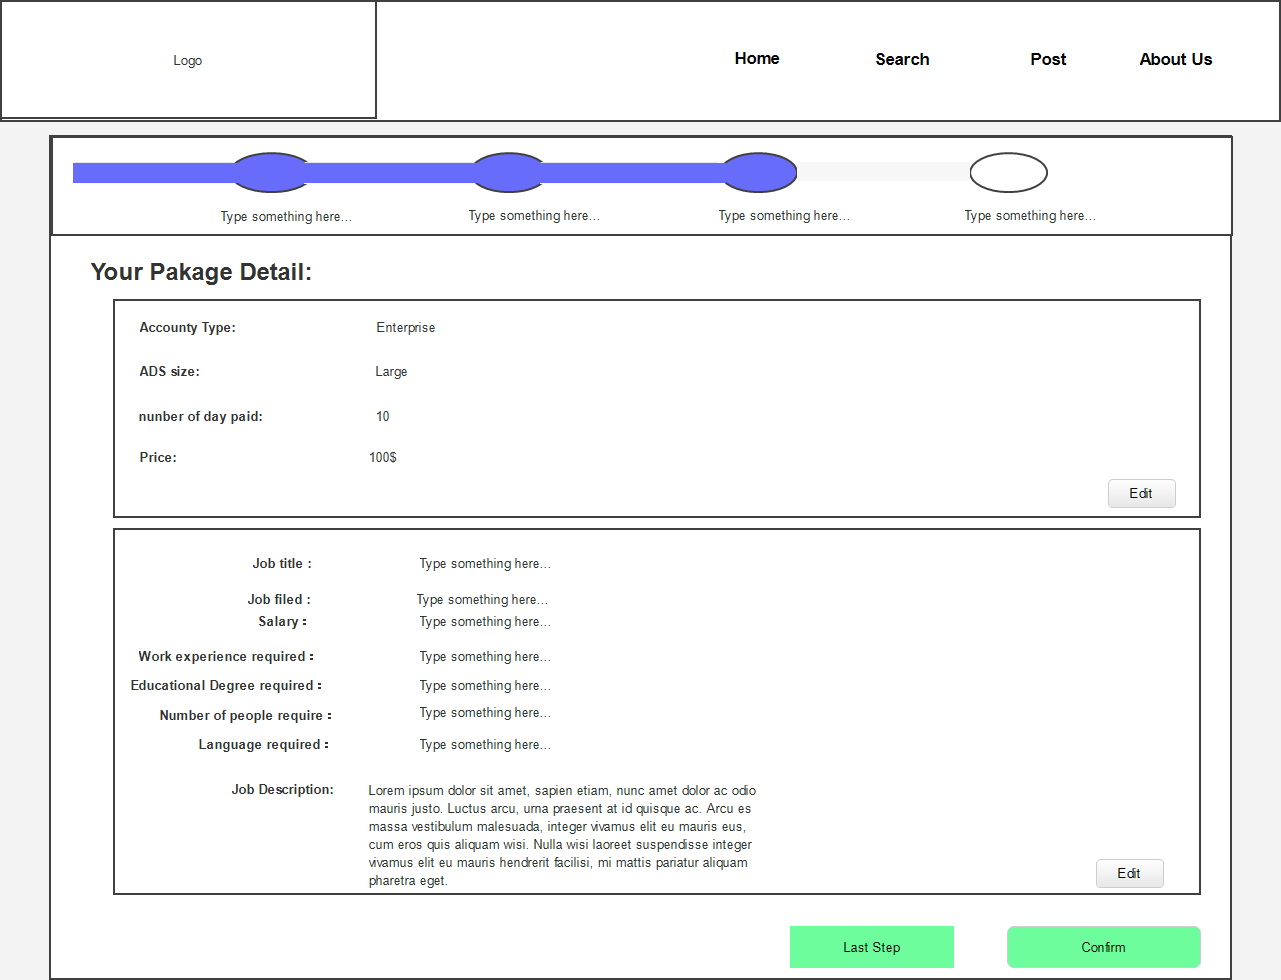 Logo
Home
Search
Post
About Us
Type something here...
Type something here...
Type something here...
Type something here...
Your Pakage Detail:
Accounty Type:
Enterprise
ADS size:
Large
nunber of day paid:
10
Price:
100$
Edit
Job title :
Type something here...
Job filed :
Type something here...
Salary :
Type something here...
Work experience required :
Type something here...
Educational Degree required :
Type something here...
Number of people require :
Type something here...
Language required :
Type something here...
Job Description:
Lorem ipsum dolor sit amet, sapien etiam, nunc amet dolor ac odio
mauris justo. Luctus arcu, urna praesent at id quisque ac. Arcu es
massa vestibulum malesuada, integer vivamus elit eu mauris eus,
cum eros quis aliquam wisi. Nulla wisi laoreet suspendisse integer
vivamus elit eu mauris hendrerit facilisi, mi mattis pariatur aliquam
pharetra eget.
Edit
Last Step
Confirm